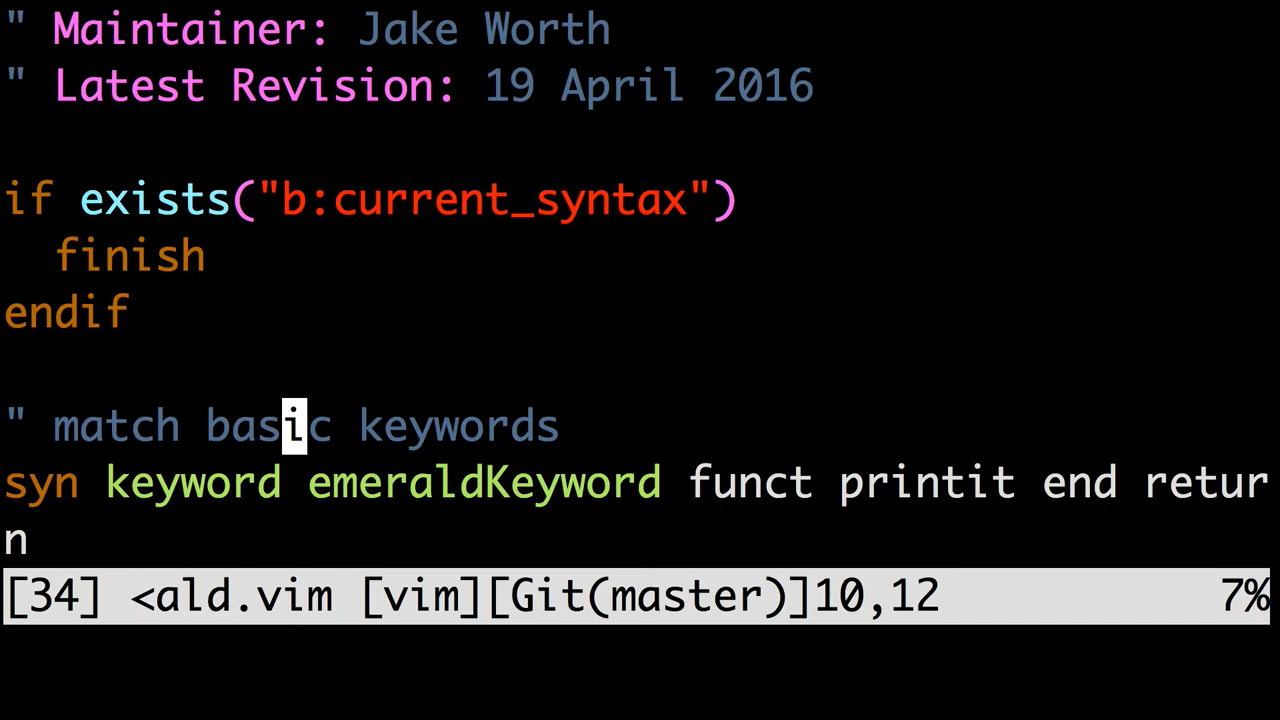 " Maintainer: Jake Worth
" Latest Revision: 19 April 2016
if exists("b:current_syntax")
  finish
endif
" match basic keywords
syn keyword emeraldKeyword funct printit end retur
n
[34] <ald.vim [vim][Git(master)]10,12 7%